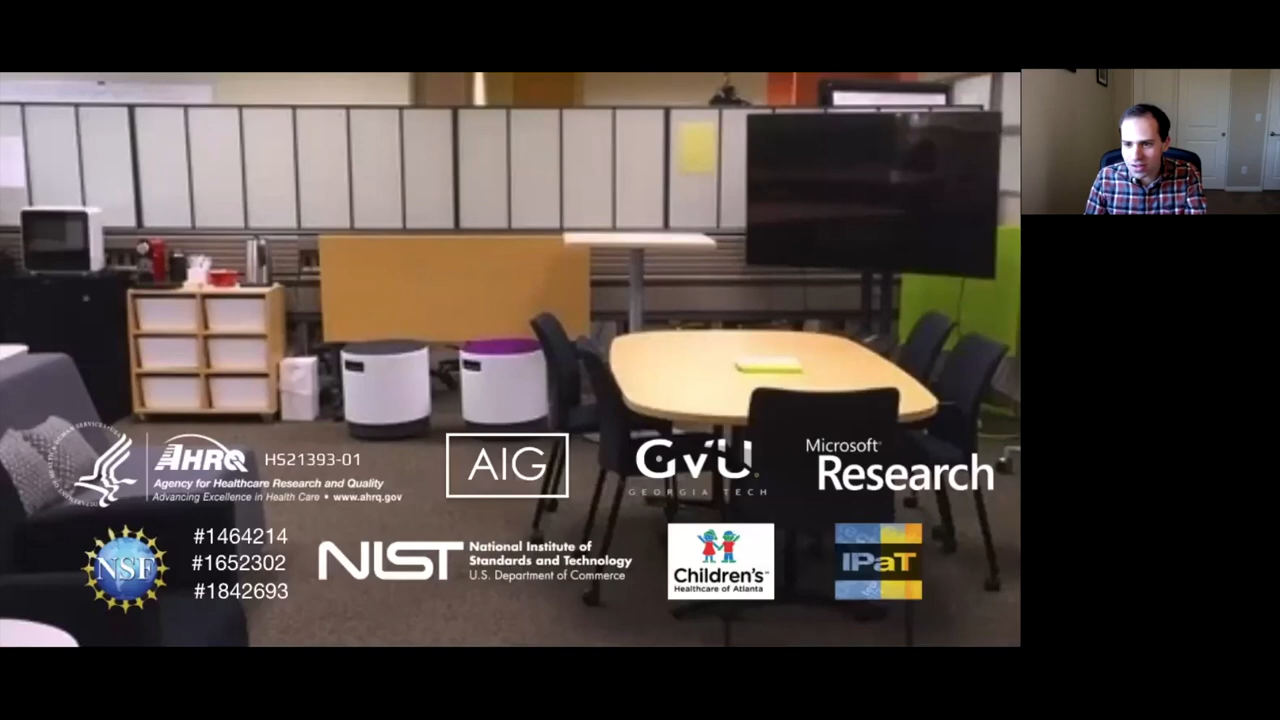 AHRQ HS21393-01
Agency for Healthcare Research and Quality
Advancing Excellence in Health Care • www.ahrq.gov
AIG
GVU
GEORGIA TECH
Microsoft
Research
NSF
#1464214
#1652302
#1842693
NIST
National Institute of
Standards and Technology
U.S. Department of Commerce
Children's
Healthcare of Atlanta
IPaT